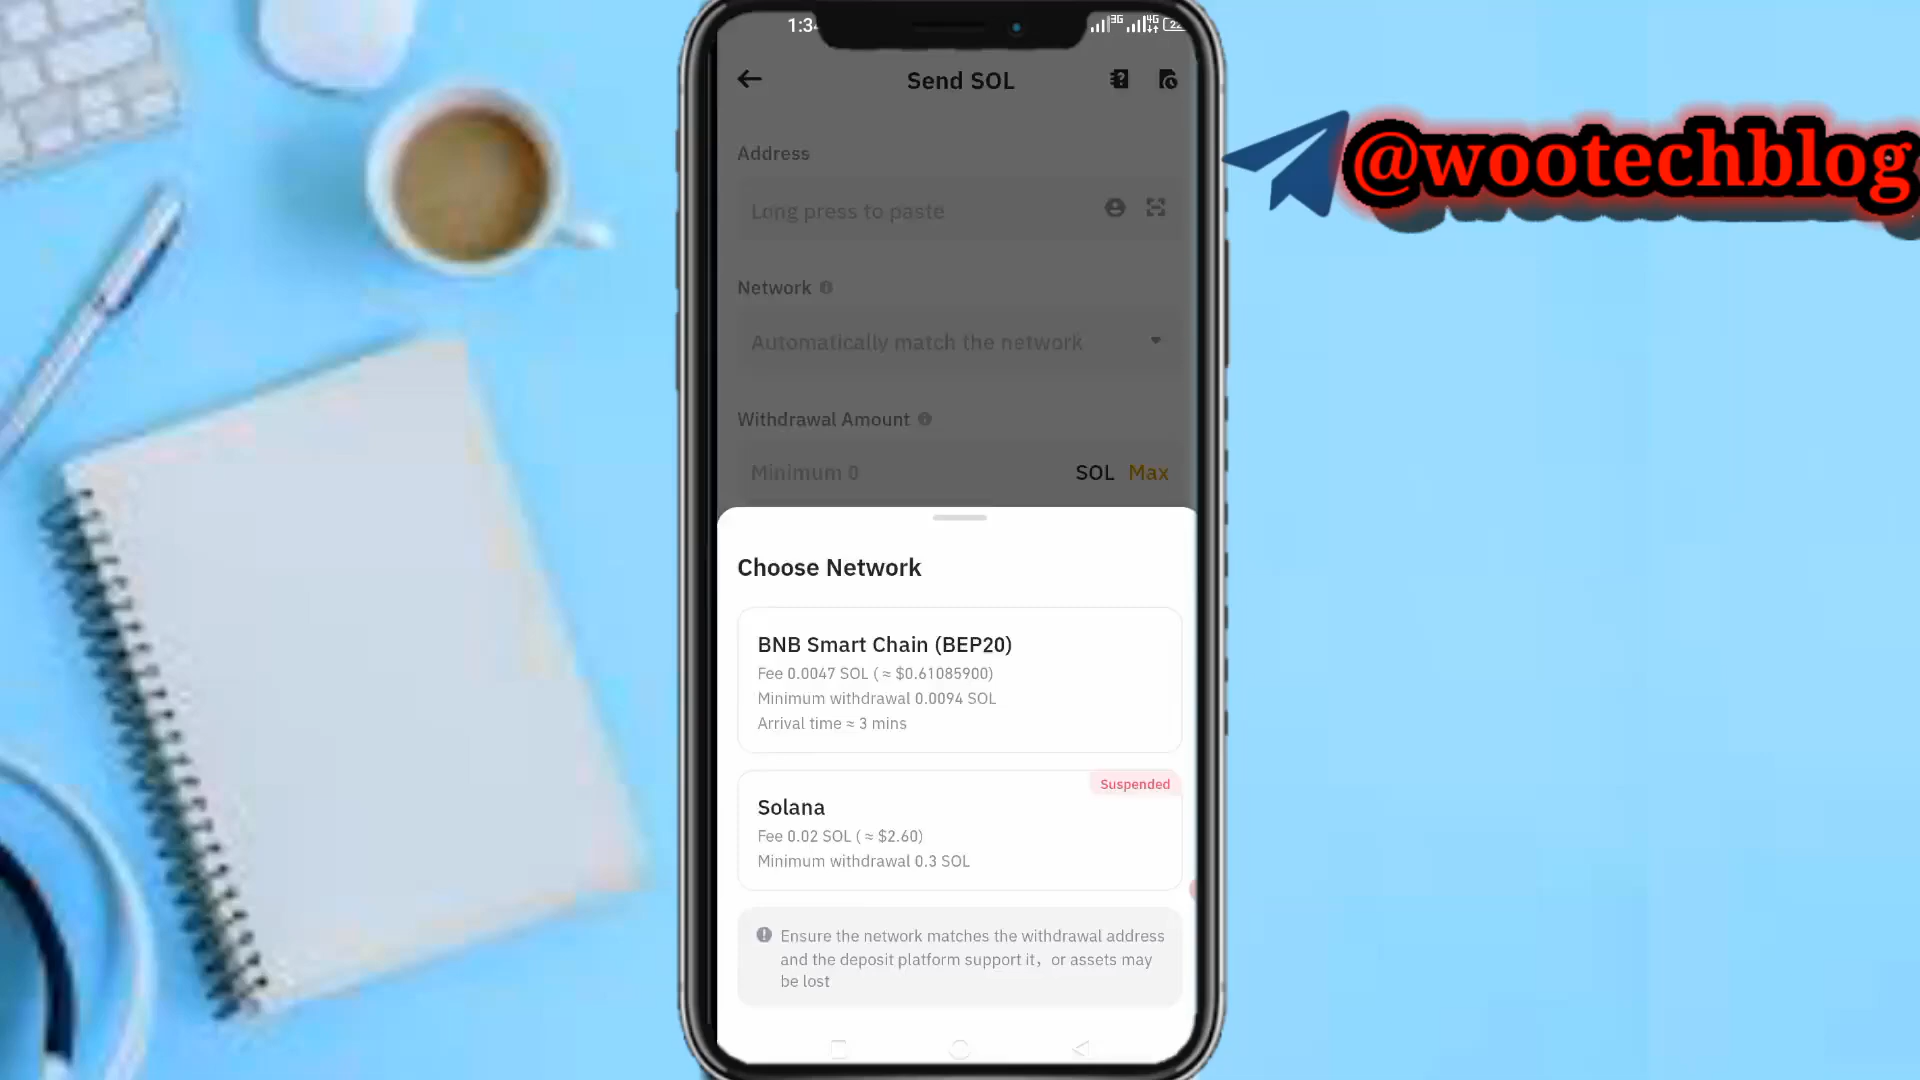 1:34
3G 4G 22
Send SOL
@wootechblog
Address
Long press to paste
Network
Automatically match the network
Withdrawal Amount
Minimum 0 SOL Max
Choose Network
BNB Smart Chain (BEP20)
Fee 0.0047 SOL ( ≈ $0.61085900)
Minimum withdrawal 0.0094 SOL
Arrival time ≈ 3 mins
Suspended
Solana
Fee 0.02 SOL ( ≈ $2.60)
Minimum withdrawal 0.3 SOL
Ensure the network matches the withdrawal address
and the deposit platform support it, or assets may
be lost